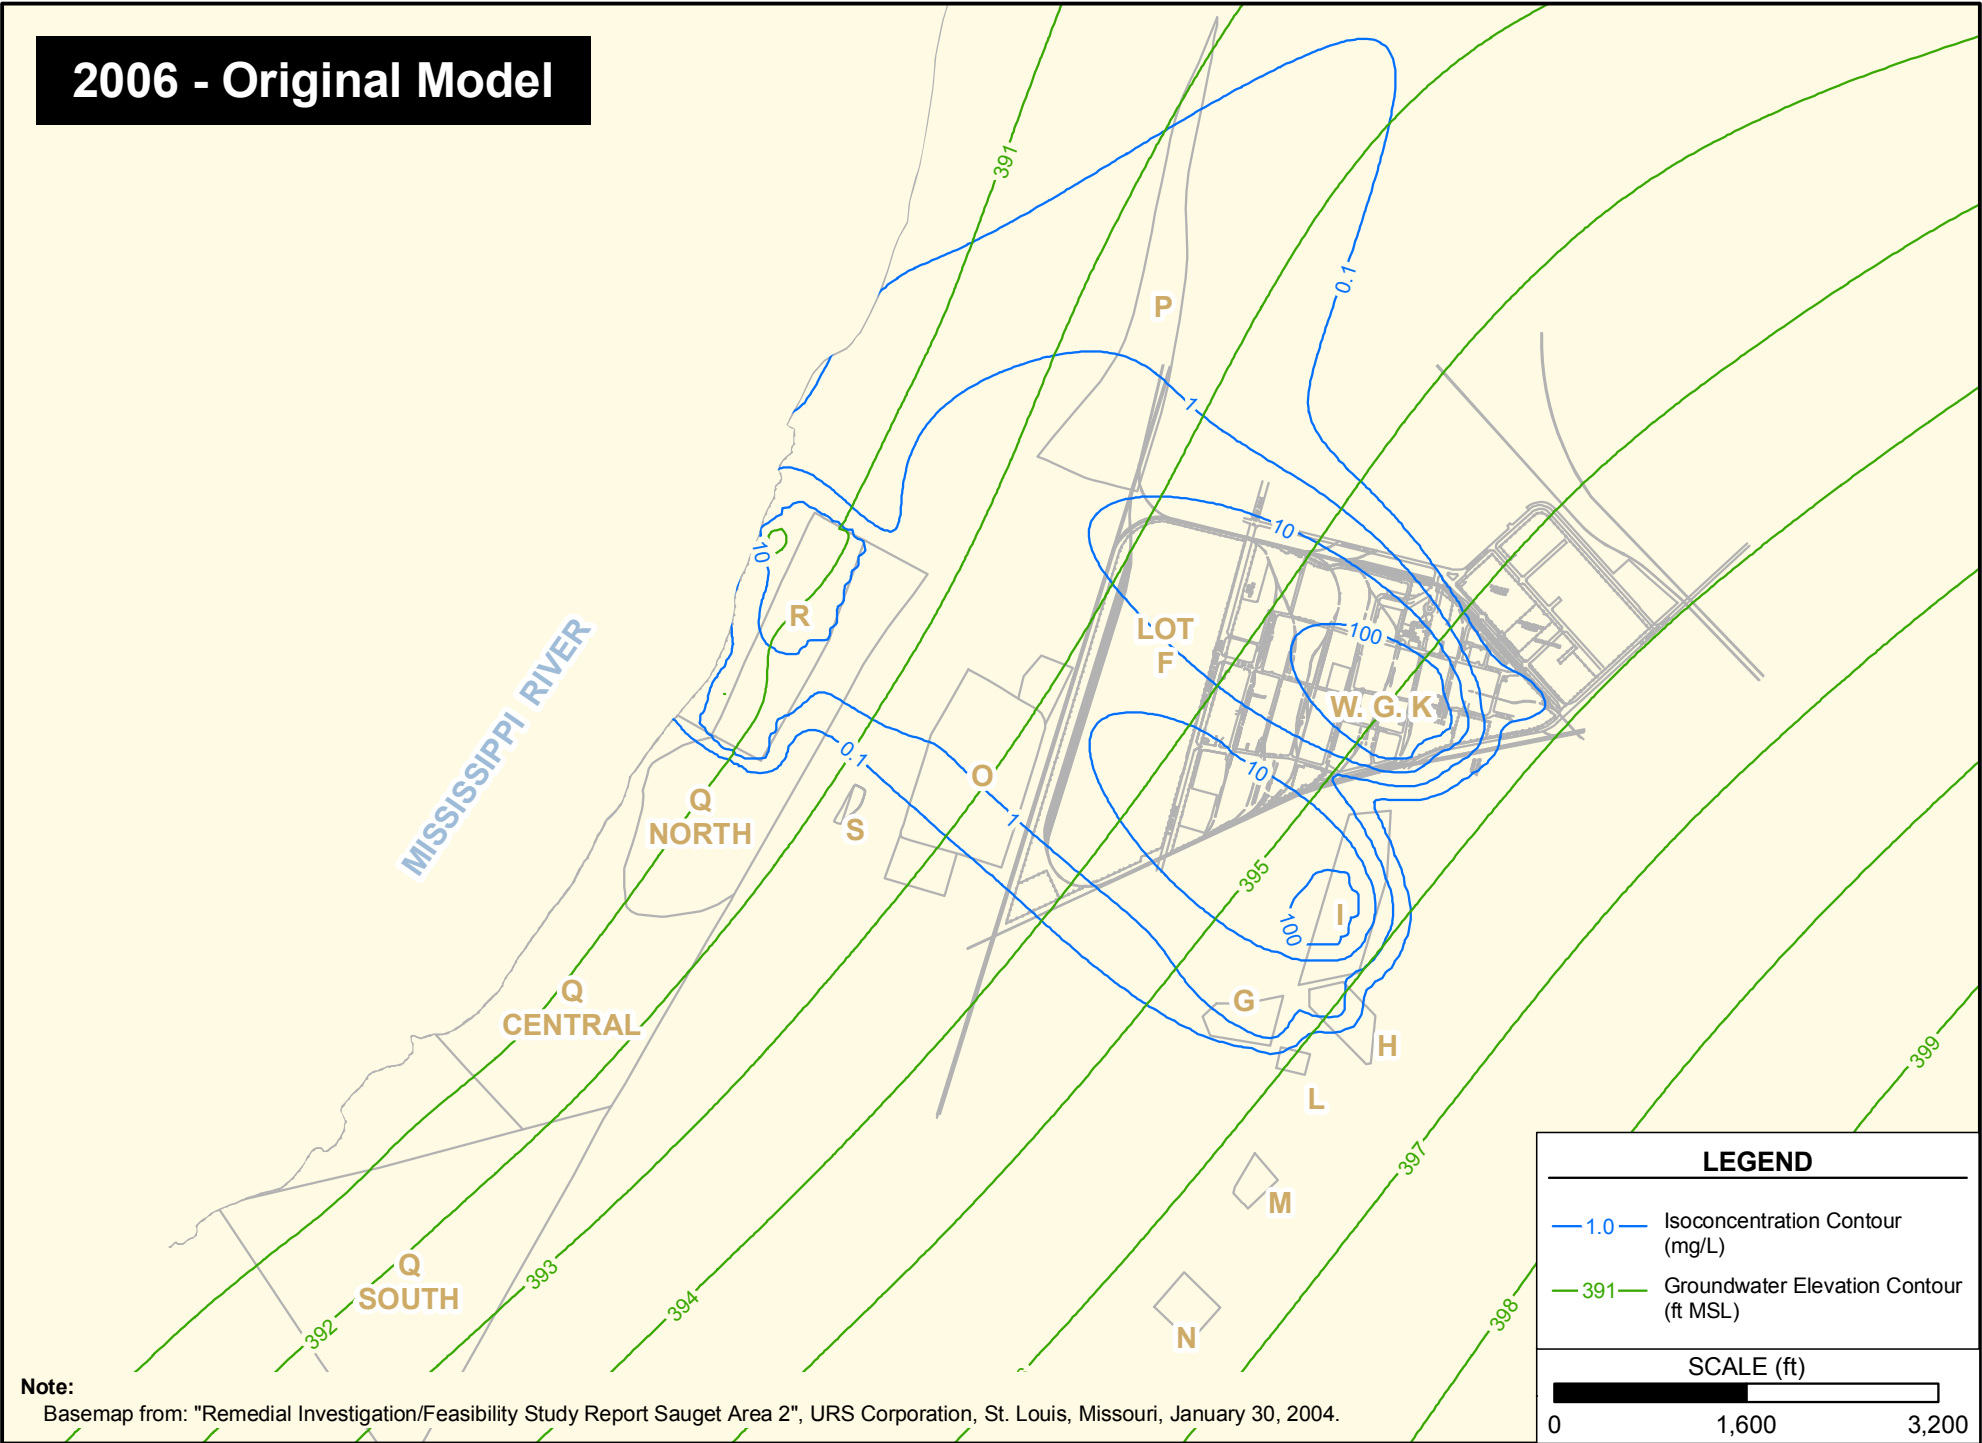 2006 - Original Model
391
0.1
P
1
10
10
R
LOT
F
100
W. G. K
MISSISSIPPI RIVER
0.1
O
10
Q
NORTH
S
1
395
I
100
Q
CENTRAL
G
H
L
399
397
M
Q
SOUTH
393
394
392
398
N
LEGEND
1.0 Isoconcentration Contour
(mg/L)
391 Groundwater Elevation Contour
(ft MSL)
SCALE (ft)
0 1,600 3,200
Note:
Basemap from: "Remedial Investigation/Feasibility Study Report Sauget Area 2", URS Corporation, St. Louis, Missouri, January 30, 2004.